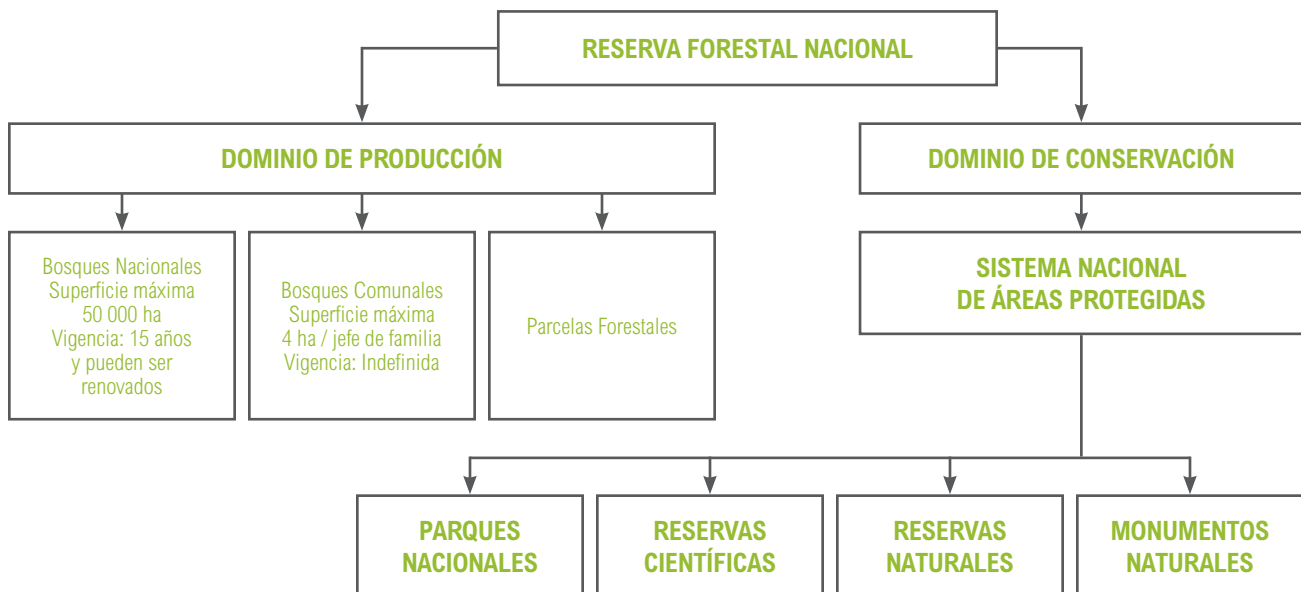 RESERVA FORESTAL NACIONAL
DOMINIO DE PRODUCCIÓN
DOMINIO DE CONSERVACIÓN
Bosques Nacionales
Superficie máxima
50 000 ha
Vigencia: 15 años
y pueden ser
renovados
Bosques Comunales
Superficie máxima
4 ha / jefe de familia
Vigencia: Indefinida
Parcelas Forestales
SISTEMA NACIONAL
DE ÁREAS PROTEGIDAS
PARQUES
NACIONALES
RESERVAS
CIENTÍFICAS
RESERVAS
NATURALES
MONUMENTOS
NATURALES